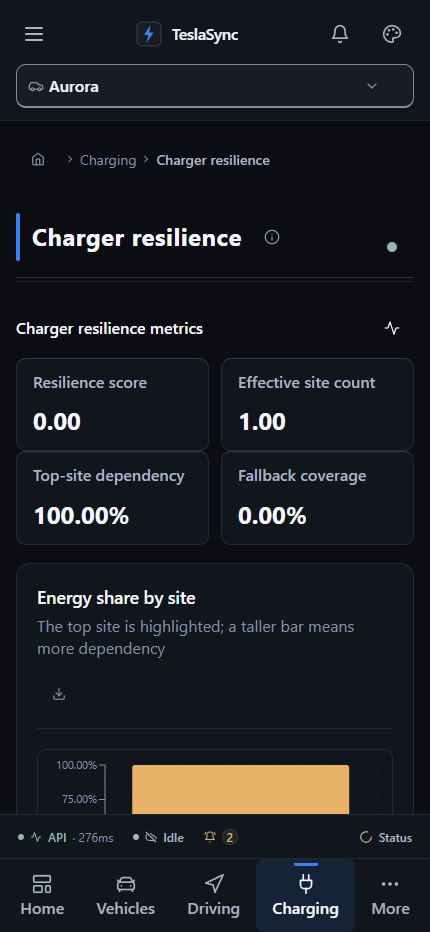 TeslaSync
Aurora
Charging
Charger resilience
Charger resilience
Charger resilience metrics
Resilience score
0.00
Effective site count
1.00
Top-site dependency
100.00%
Fallback coverage
0.00%
Energy share by site
The top site is highlighted; a taller bar means
more dependency
100.00%
75.00%
API · 276ms
Idle
2
Status
Home
Vehicles
Driving
Charging
More